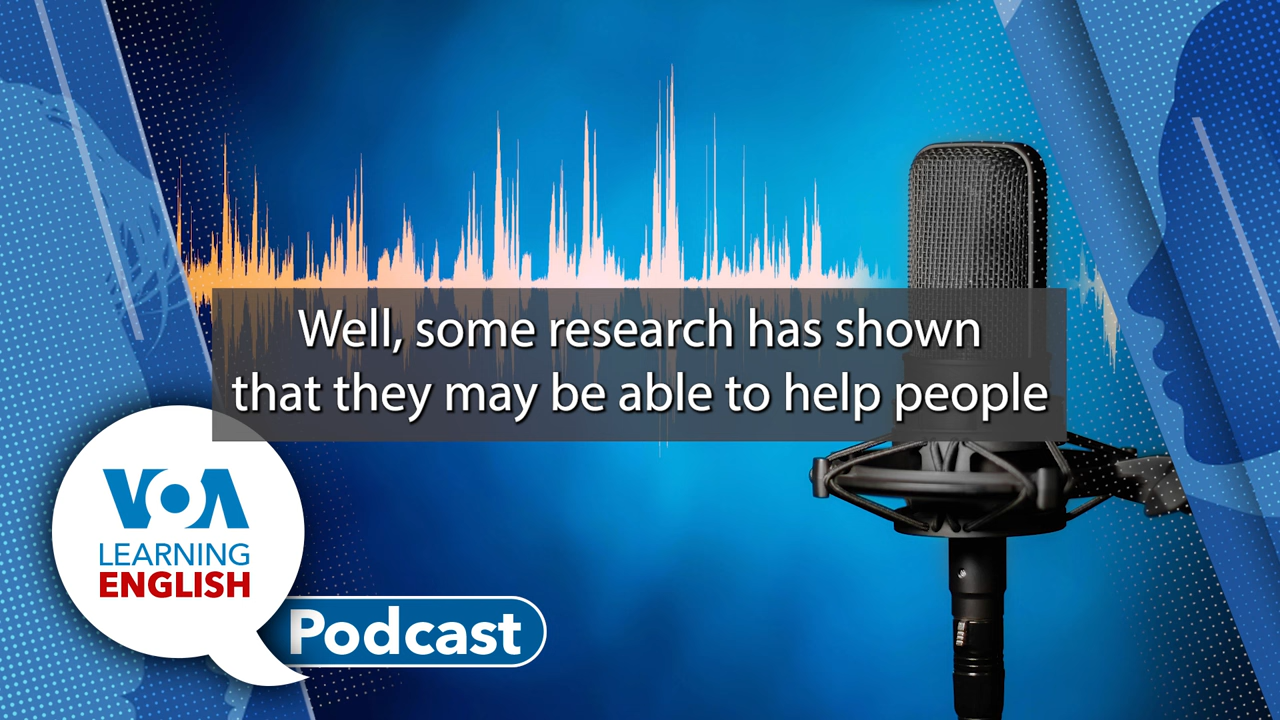 Well, some research has shown
that they may be able to help people
VOA
LEARNING
ENGLISH
Podcast